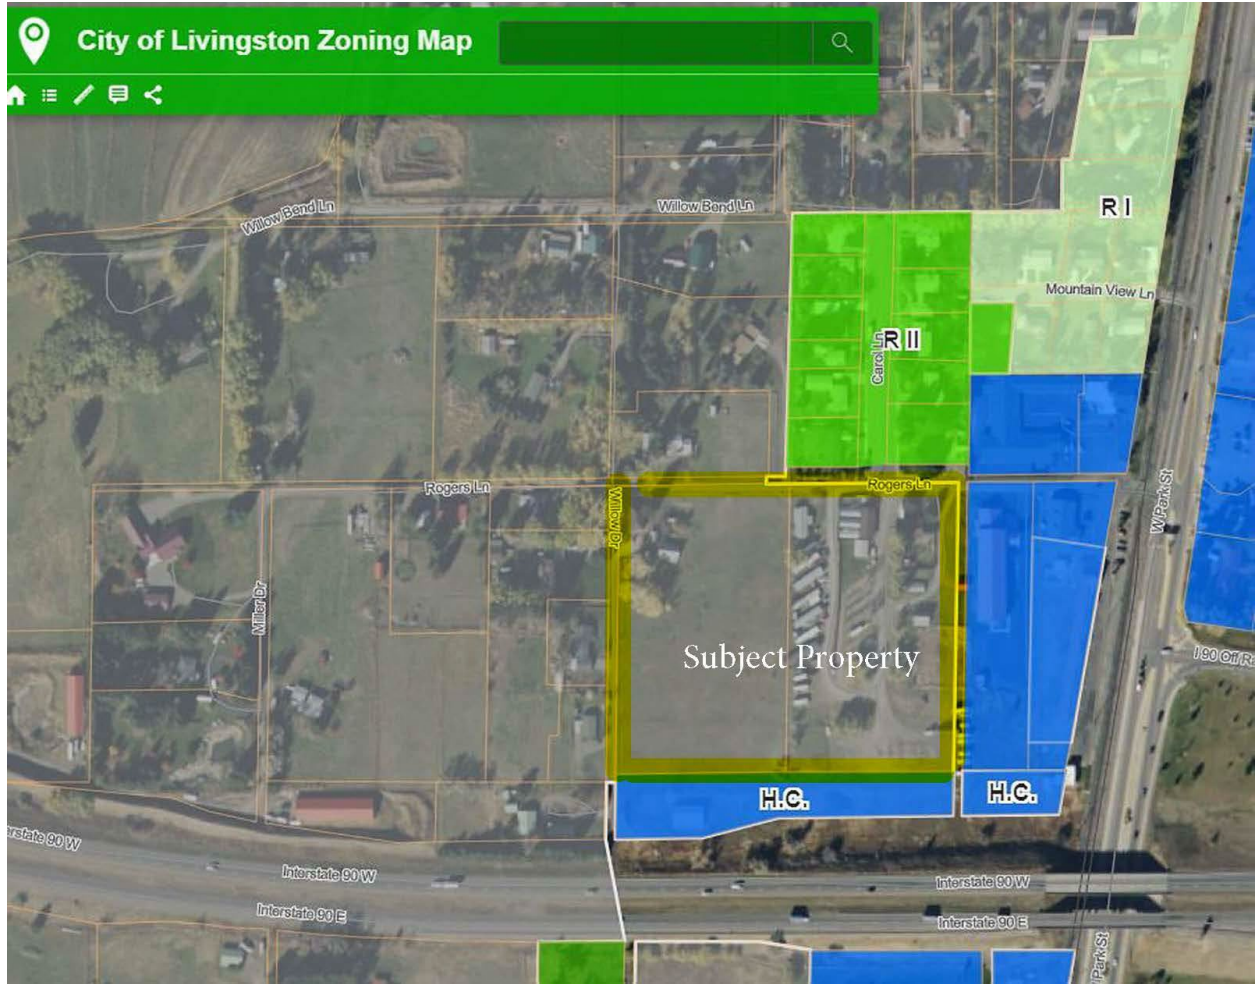 City of Livingston Zoning Map
Willow Bend Ln
Willow Bend Ln
R I
Mountain View Ln
R II
Carol Ln
Rogers Ln
Rogers Ln
Willow Dr
W Park St
Miller Dr
Subject Property
I 90 Off Ra
H.C.
H.C.
erstate 90 W
Interstate 90 W
Interstate 90 W
Interstate 90 E
Interstate 90 E
Park St